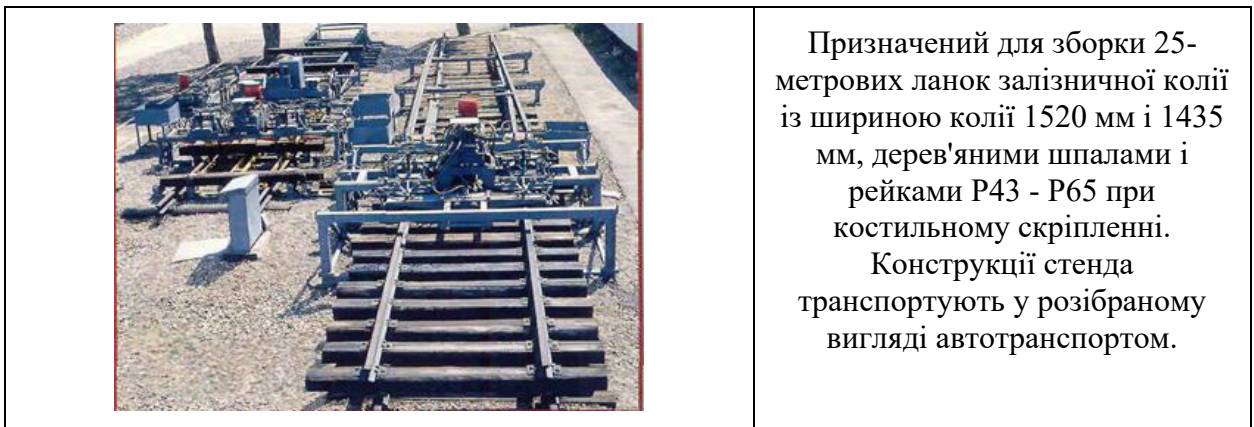 Призначений для зборки 25-
метрових ланок залізничної колії
із шириною колії 1520 мм і 1435
мм, дерев'яними шпалами і
рейками Р43 - Р65 при
костильному скріпленні.
Конструкції стенда
транспортують у розібраному
вигляді автотранспортом.